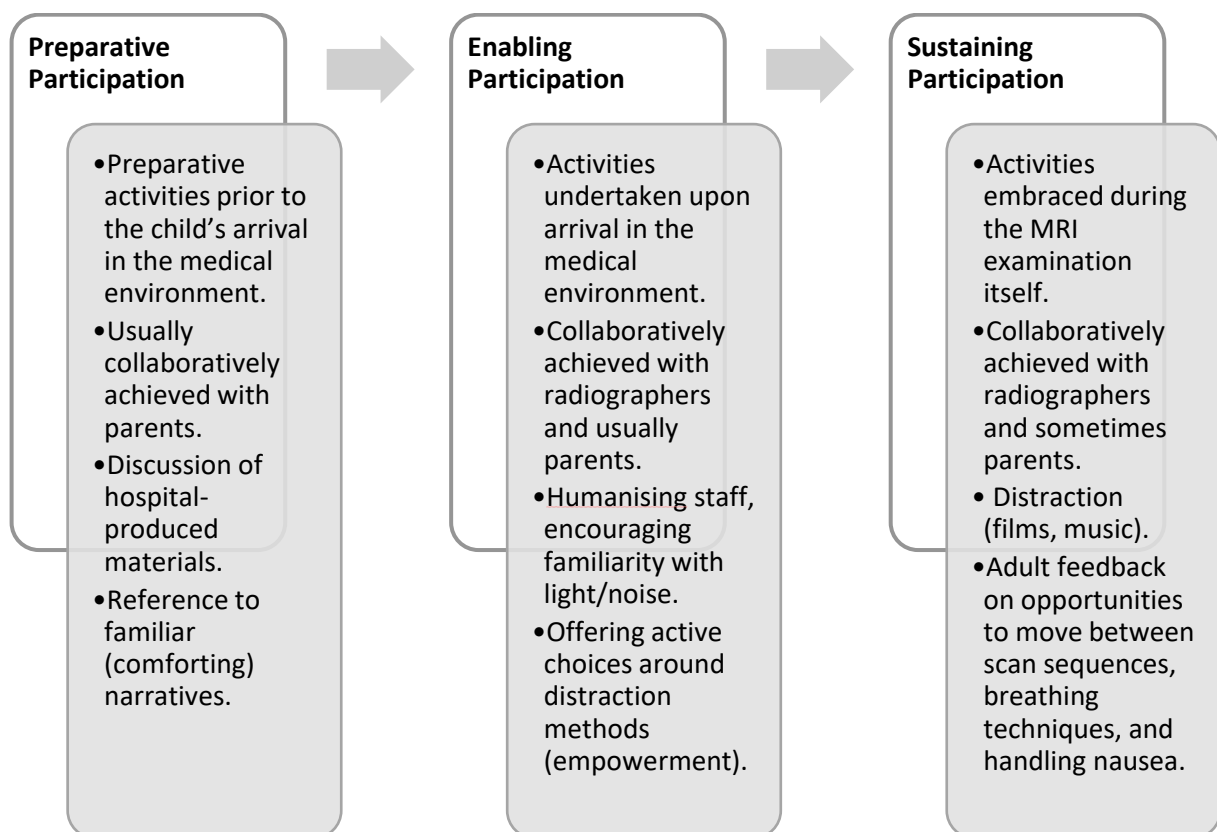 Preparative
Participation
•Preparative
activities prior to
the child’s arrival
in the medical
environment.
•Usually
collaboratively
achieved with
parents.
•Discussion of
hospital-
produced
materials.
•Reference to
familiar
(comforting)
narratives.
Enabling
Participation
•Activities
undertaken upon
arrival in the
medical
environment.
•Collaboratively
achieved with
radiographers
and usually
parents.
•Humanising staff,
encouraging
familiarity with
light/noise.
•Offering active
choices around
distraction
methods
(empowerment).
Sustaining
Participation
•Activities
embraced during
the MRI
examination
itself.
•Collaboratively
achieved with
radiographers
and sometimes
parents.
• Distraction
(films, music).
•Adult feedback
on opportunities
to move between
scan sequences,
breathing
techniques, and
handling nausea.